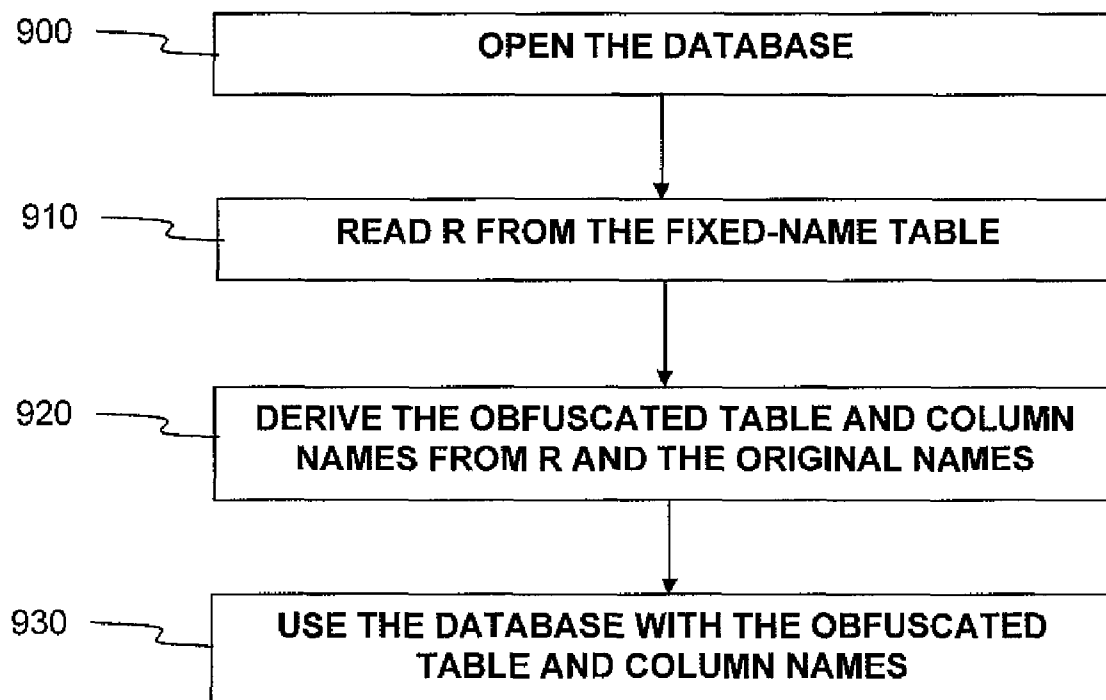 900
OPEN THE DATABASE
910
READ R FROM THE FIXED-NAME TABLE
920
DERIVE THE OBFUSCATED TABLE AND COLUMN
NAMES FROM R AND THE ORIGINAL NAMES
930
USE THE DATABASE WITH THE OBFUSCATED
TABLE AND COLUMN NAMES